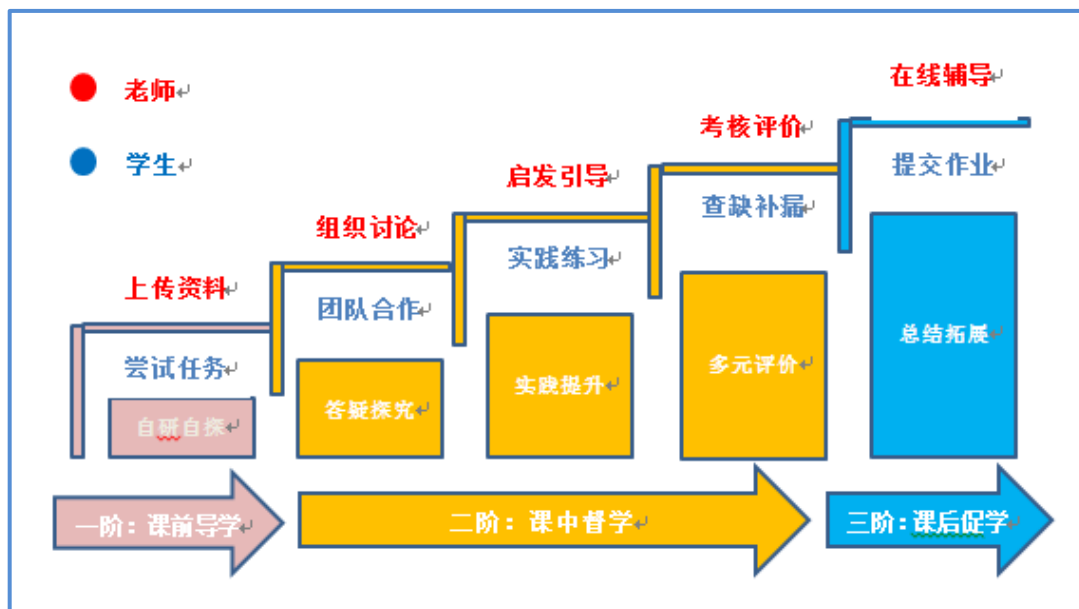 老师
学生
上传资料
尝试任务
自研自探
组织讨论
团队合作
答疑探究
启发引导
实践练习
实践提升
考核评价
查缺补漏
多元评价
在线辅导
提交作业
总结拓展
一阶：课前导学
二阶：课中督学
三阶：课后促学